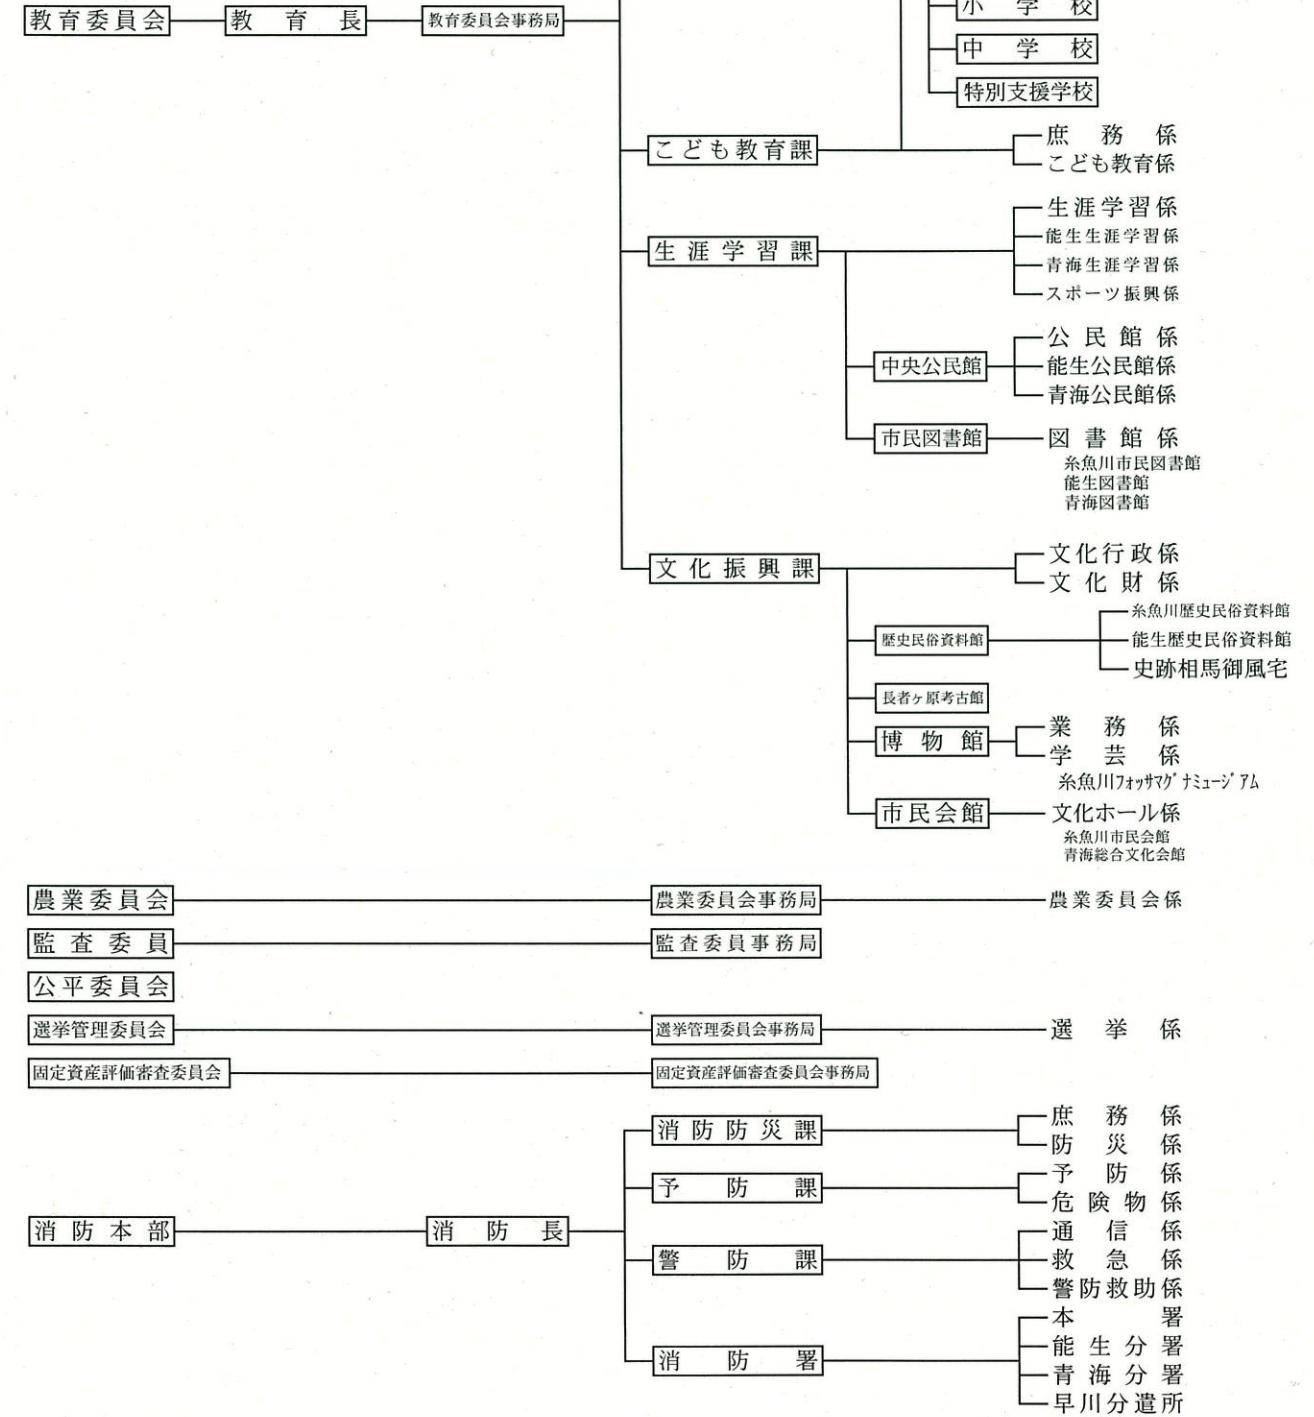 小学校
教育委員会 教育長 教育委員会事務局
中学校
特別支援学校
こども教育課
庶務係
こども教育係
生涯学習課
生涯学習係
能生生涯学習係
青海生涯学習係
スポーツ振興係
中央公民館
公民館係
能生公民館係
青海公民館係
市民図書館 図書館係
糸魚川市民図書館
能生図書館
青海図書館
文化振興課
文化行政係
文化財係
歴史民俗資料館
糸魚川歴史民俗資料館
能生歴史民俗資料館
史跡相馬御風宅
長者ヶ原考古館
博物館
業務係
学芸係
糸魚川フォッサマグナミュージアム
市民会館 文化ホール係
糸魚川市民会館
青海総合文化会館
農業委員会 農業委員会事務局 農業委員会係
監査委員 監査委員事務局
公平委員会
選挙管理委員会 選挙管理委員会事務局 選挙係
固定資産評価審査委員会 固定資産評価審査委員会事務局
消防本部 消防長
消防防災課
庶務係
防災係
予防課
予防係
危険物係
警防課
通信係
救急係
警防救助係
消防署
本署
能生分署
青海分署
早川分遣所